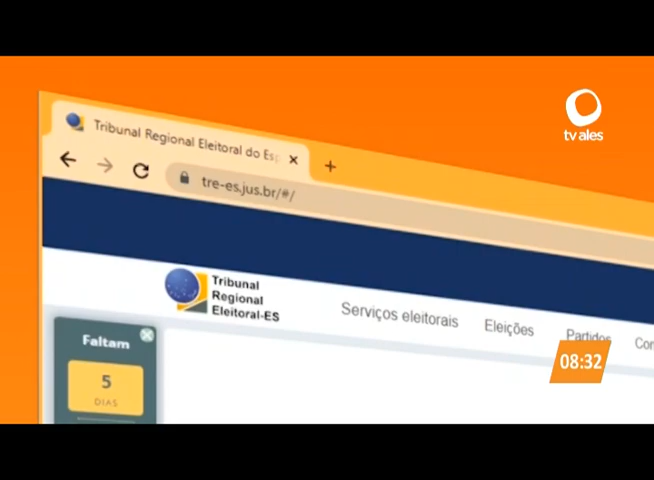 tv ales
Tribunal Regional Eleitoral do Es
tre-es.jus.br/#/
Tribunal
Regional
Eleitoral-ES
Serviços eleitorais
Eleições
Partidos
Faltam
5
DIAS
08:32